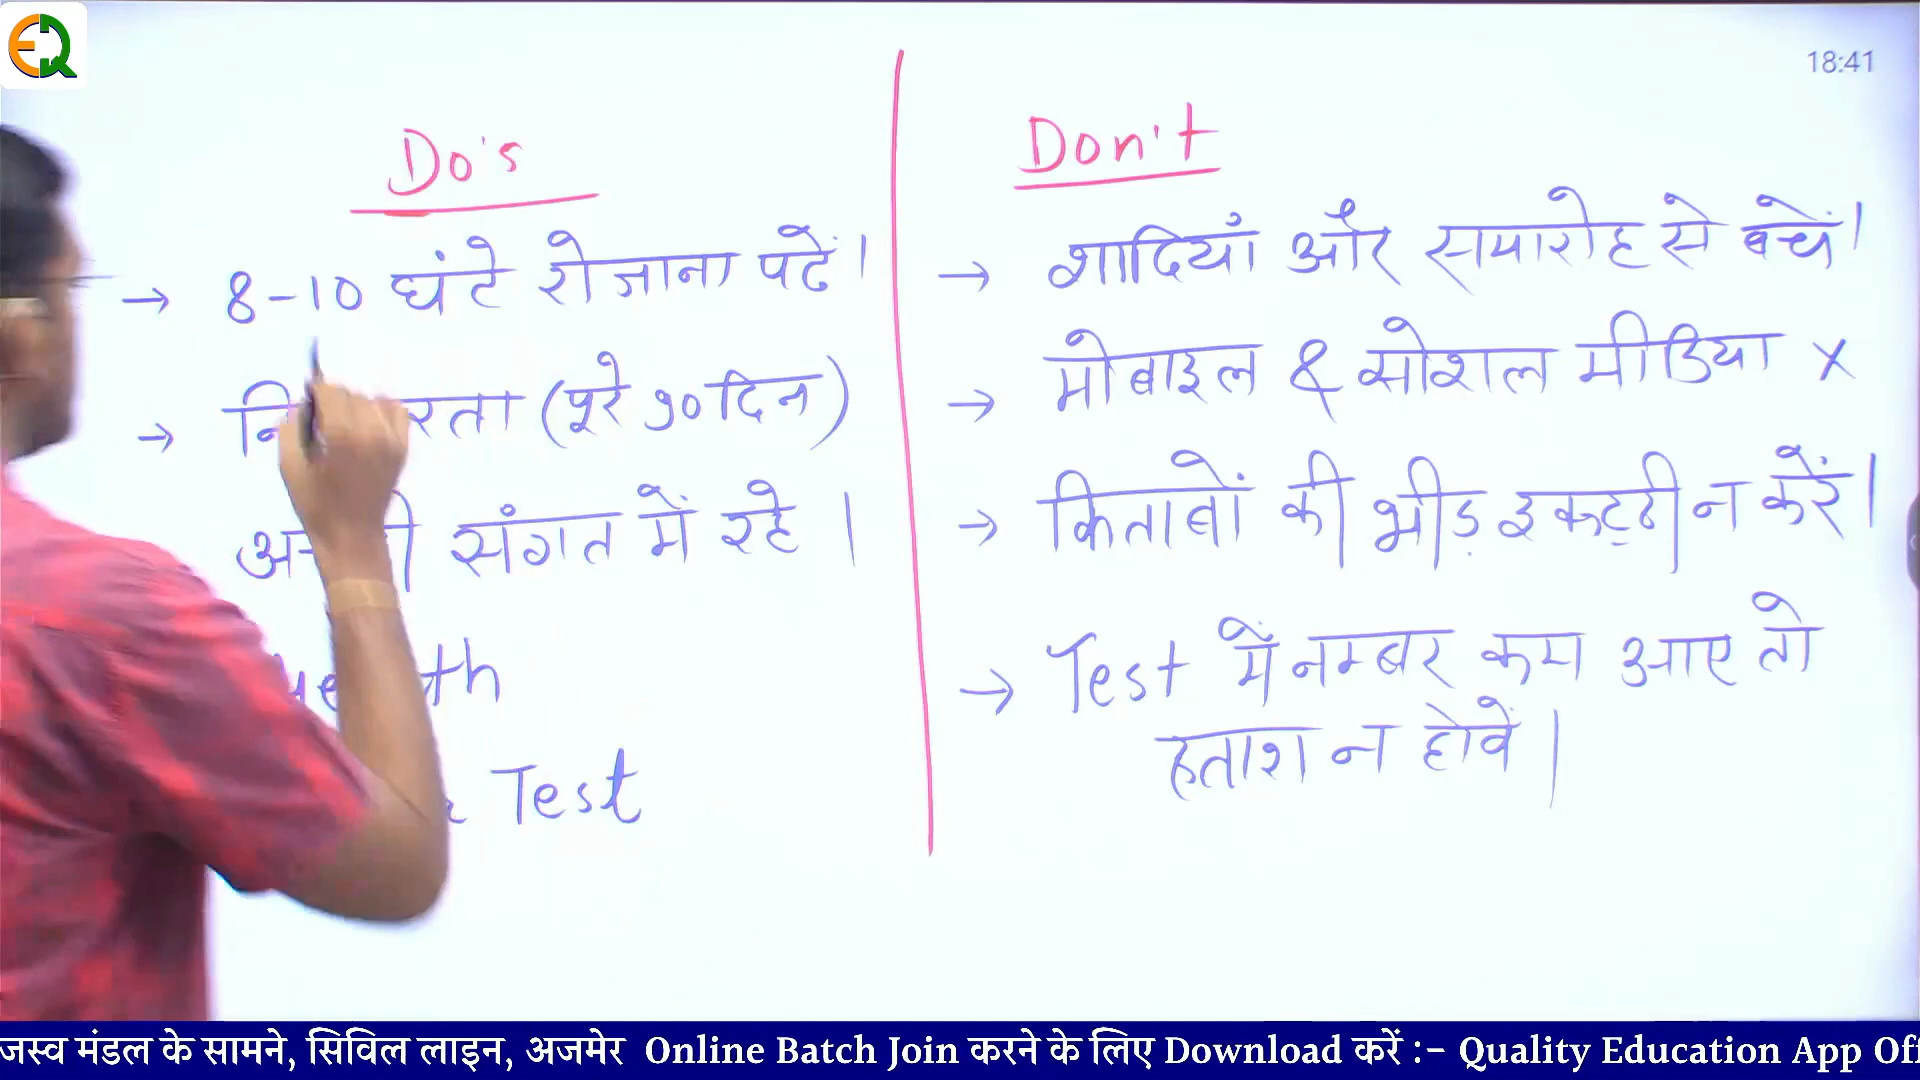 18:41
Do's
→ 8-10 घंटे रोजाना पढें।
→ (पूरे 90 दिन)
संगत में रहे।
Test
Don't
→ शादियाँ और समारोह से बचें।
→ मोबाइल & सोशल मीडिया x
→ किताबों की भीड़ इकट्ठी न करें।
→ Test में नम्बर कम आए तो
हताश न होवें।
मंडल के सामने, सिविल लाइन, अजमेर Online Batch Join करने के लिए Download करें :- Quality Education App